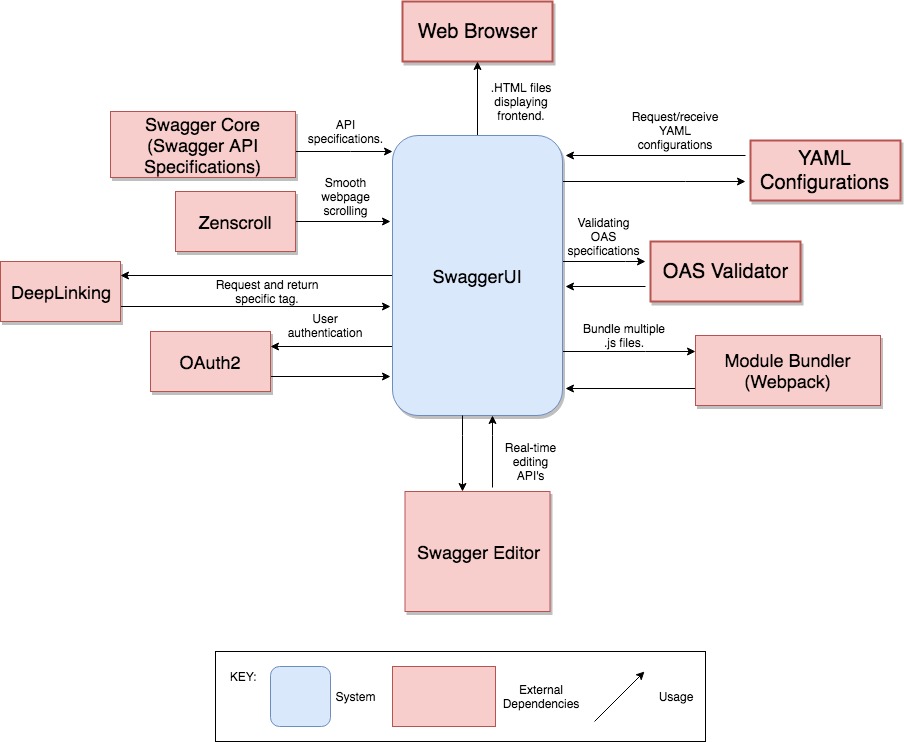 Web Browser
.HTML files
displaying
frontend.
Swagger Core
(Swagger API
Specifications)
API
specifications.
Request/receive
YAML
configurations
YAML
Configurations
Zenscroll
Smooth
webpage
scrolling
SwaggerUI
Validating
OAS
specifications
OAS Validator
DeepLinking
Request and return
specific tag.
User
authentication
OAuth2
Bundle multiple
.js files.
Module Bundler
(Webpack)
Real-time
editing
API's
Swagger Editor
KEY:
System
External
Dependencies
Usage